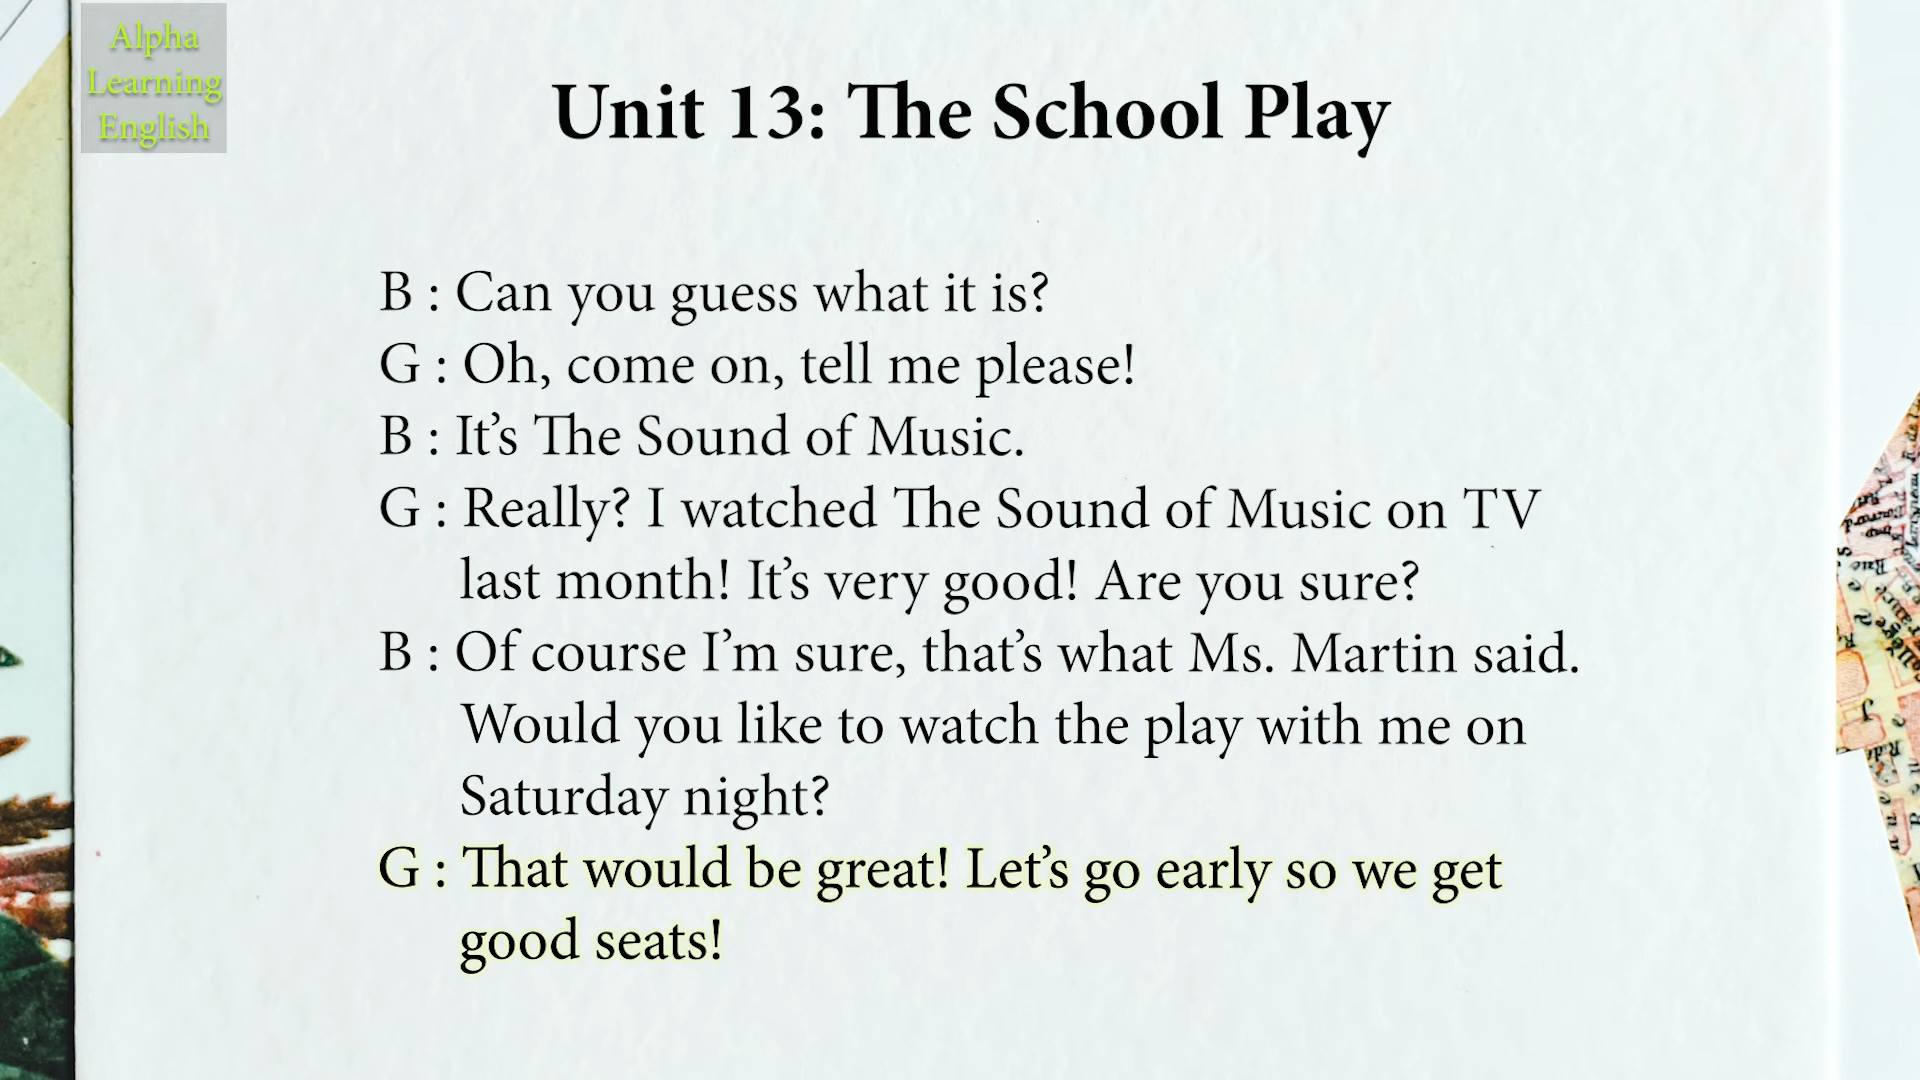 Alpha
Learning
English
Unit 13: The School Play
B : Can you guess what it is?
G : Oh, come on, tell me please!
B : It’s The Sound of Music.
G : Really? I watched The Sound of Music on TV
last month! It’s very good! Are you sure?
B : Of course I’m sure, that’s what Ms. Martin said.
Would you like to watch the play with me on
Saturday night?
G : That would be great! Let’s go early so we get
good seats!